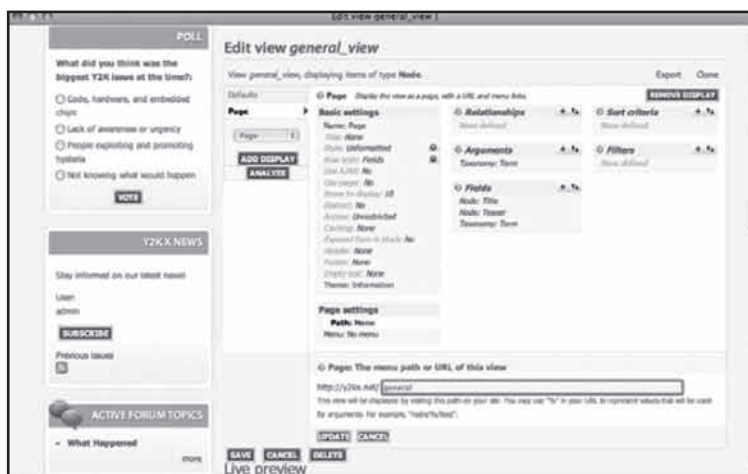 Edit view general_view
POLL
What did you think was the
biggest Y2K issue at the time?:
Code, hardware, and embedded
chips
Lack of awareness or urgency
People exploiting and promoting
hysteria
Not knowing what would happen
VOTE
Y2KX NEWS
Stay informed on our latest news!
User:
admin
SUBSCRIBE
Previous issues
ACTIVE FORUM TOPICS
What Happened
more
Edit view general_view
View general_view, displaying items of type Node.
Export Clone
Defaults
Page
Page
ADD DISPLAY
ANALYZE
Page Display the view as a page, with a URL and menu links.
REMOVE DISPLAY
Basic settings
Name: Page
Title: None
Style: Unformatted
Row style: Fields
Use AJAX: No
Use pager: No
Items to display: 10
Distinct: No
Access: Unrestricted
Caching: None
Exposed form in block: No
Header: None
Footer: None
Empty text: None
Theme: Information
Page settings
Path: None
Menu: No menu
Relationships
None defined
Arguments
Taxonomy: Term
Fields
Node: Title
Node: Teaser
Taxonomy: Term
Sort criteria
None defined
Filters
None defined
Page: The menu path or URL of this view
http://y2kx.net/ general
This view will be displayed by visiting this path on your site. You may use "%" in your URL to represent values that will be used
for arguments: For example, "node/%/feed".
UPDATE CANCEL
SAVE CANCEL DELETE
Live preview